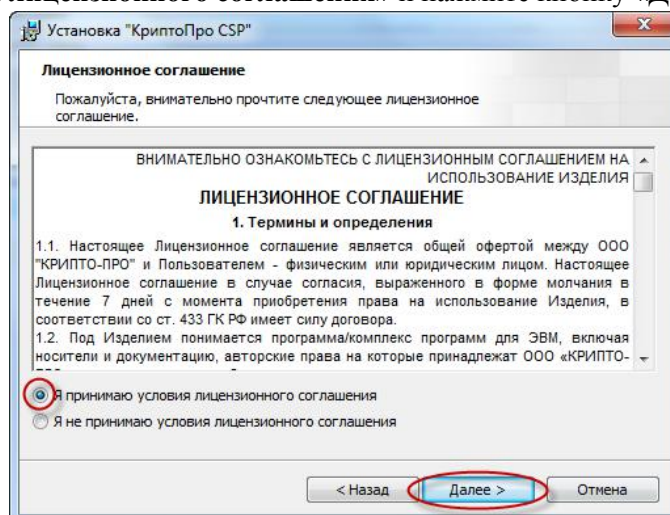 лицензионного соглашения» и нажмите кнопку «Д
Установка "КриптоПро CSP"
Лицензионное соглашение
Пожалуйста, внимательно прочтите следующее лицензионное
соглашение.
ВНИМАТЕЛЬНО ОЗНАКОМЬТЕСЬ С ЛИЦЕНЗИОННЫМ СОГЛАШЕНИЕМ НА
ИСПОЛЬЗОВАНИЕ ИЗДЕЛИЯ
ЛИЦЕНЗИОННОЕ СОГЛАШЕНИЕ
1. Термины и определения
1.1. Настоящее Лицензионное соглашение является общей офертой между ООО
"КРИПТО-ПРО" и Пользователем - физическим или юридическим лицом. Настоящее
Лицензионное соглашение в случае согласия, выраженного в форме молчания в
течение 7 дней с момента приобретения права на использование Изделия, в
соответствии со ст. 433 ГК РФ имеет силу договора.
1.2. Под Изделием понимается программа/комплекс программ для ЭВМ, включая
носители и документацию, авторские права на которые принадлежат ООО «КРИПТО-
Я принимаю условия лицензионного соглашения
Я не принимаю условия лицензионного соглашения
< Назад
Далее >
Отмена